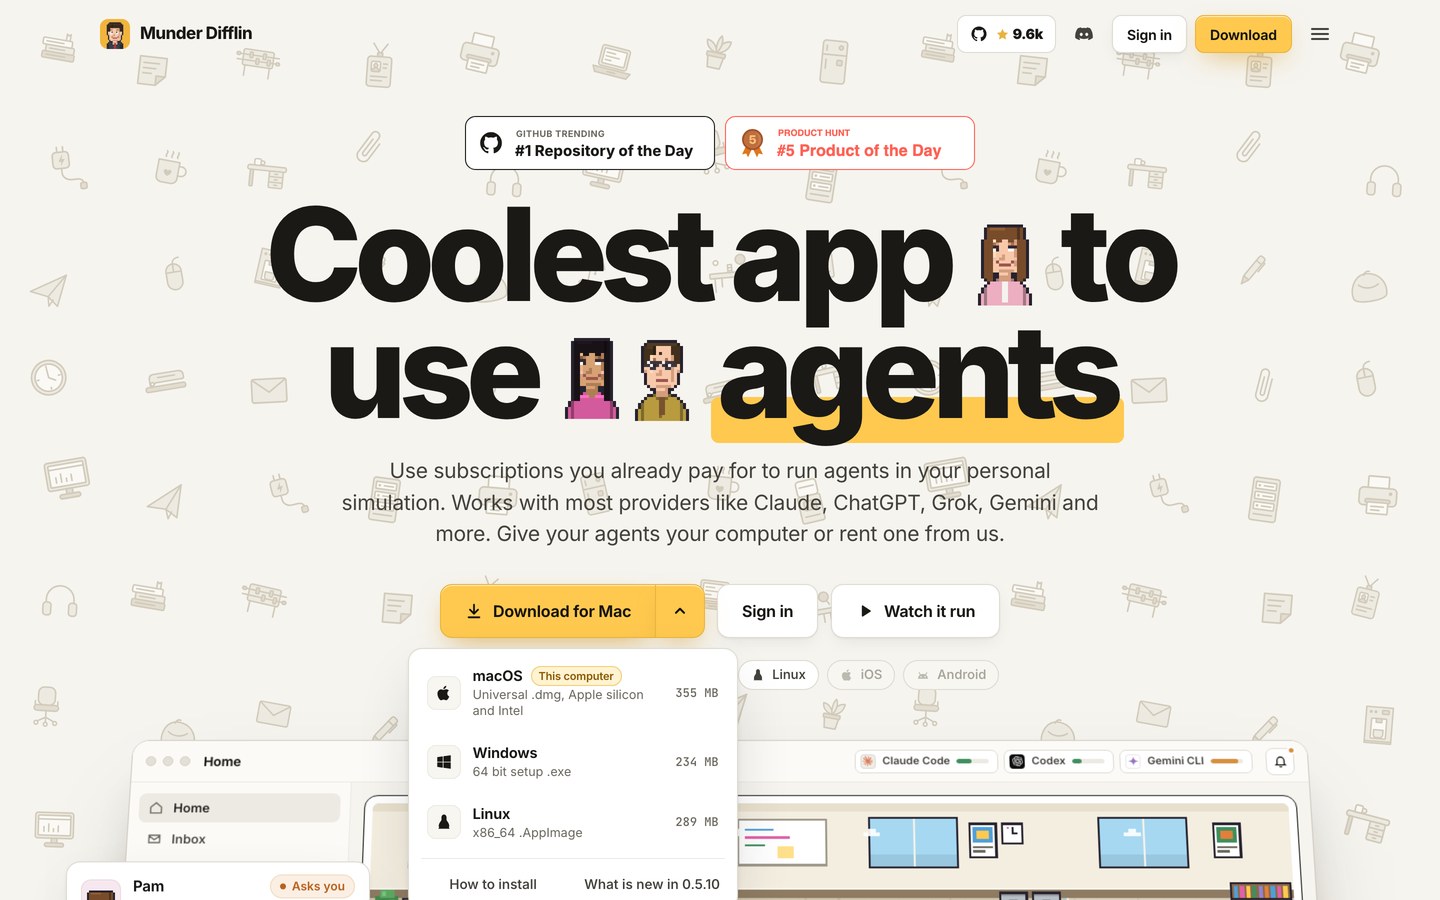 Munder Difflin
9.6k
Sign in
Download
GITHUB TRENDING
#1 Repository of the Day
5
PRODUCT HUNT
#5 Product of the Day
Coolest app to
use agents
Use subscriptions you already pay for to run agents in your personal
simulation. Works with most providers like Claude, ChatGPT, Grok, Gemini and
more. Give your agents your computer or rent one from us.
Download for Mac
Sign in
Watch it run
macOS
This computer
Universal .dmg, Apple silicon
and Intel
355 MB
Windows
64 bit setup .exe
234 MB
Linux
x86_64 .AppImage
289 MB
How to install
What is new in 0.5.10
Linux
iOS
Android
Home
Claude Code
Codex
Gemini CLI
Home
Inbox
Pam
Asks you